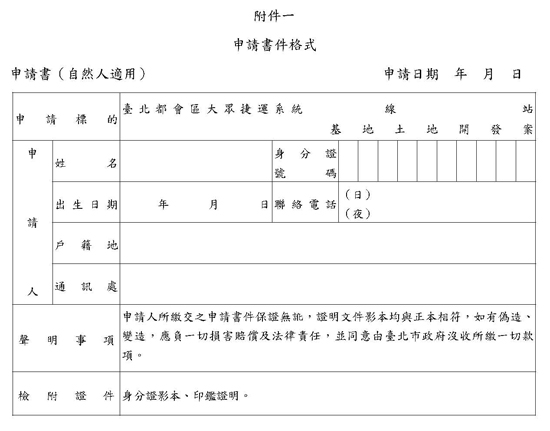 附件一
申請書件格式
申請書（自然人適用） 申請日期 年 月 日
申請標的 臺北都會區大眾捷運系統 線 站
基地土地開發案
申請人
姓名 身分證
號碼
出生日期 年 月 日 聯絡電話 （日）
（夜）
戶籍地
通訊處
聲明事項 申請人所繳交之申請書件保證無訛，證明文件影本均與正本相符，如有偽造、
變造，應負一切損害賠償及法律責任，並同意由臺北市政府沒收所繳一切款
項。
檢附證件 身分證影本、印鑑證明。